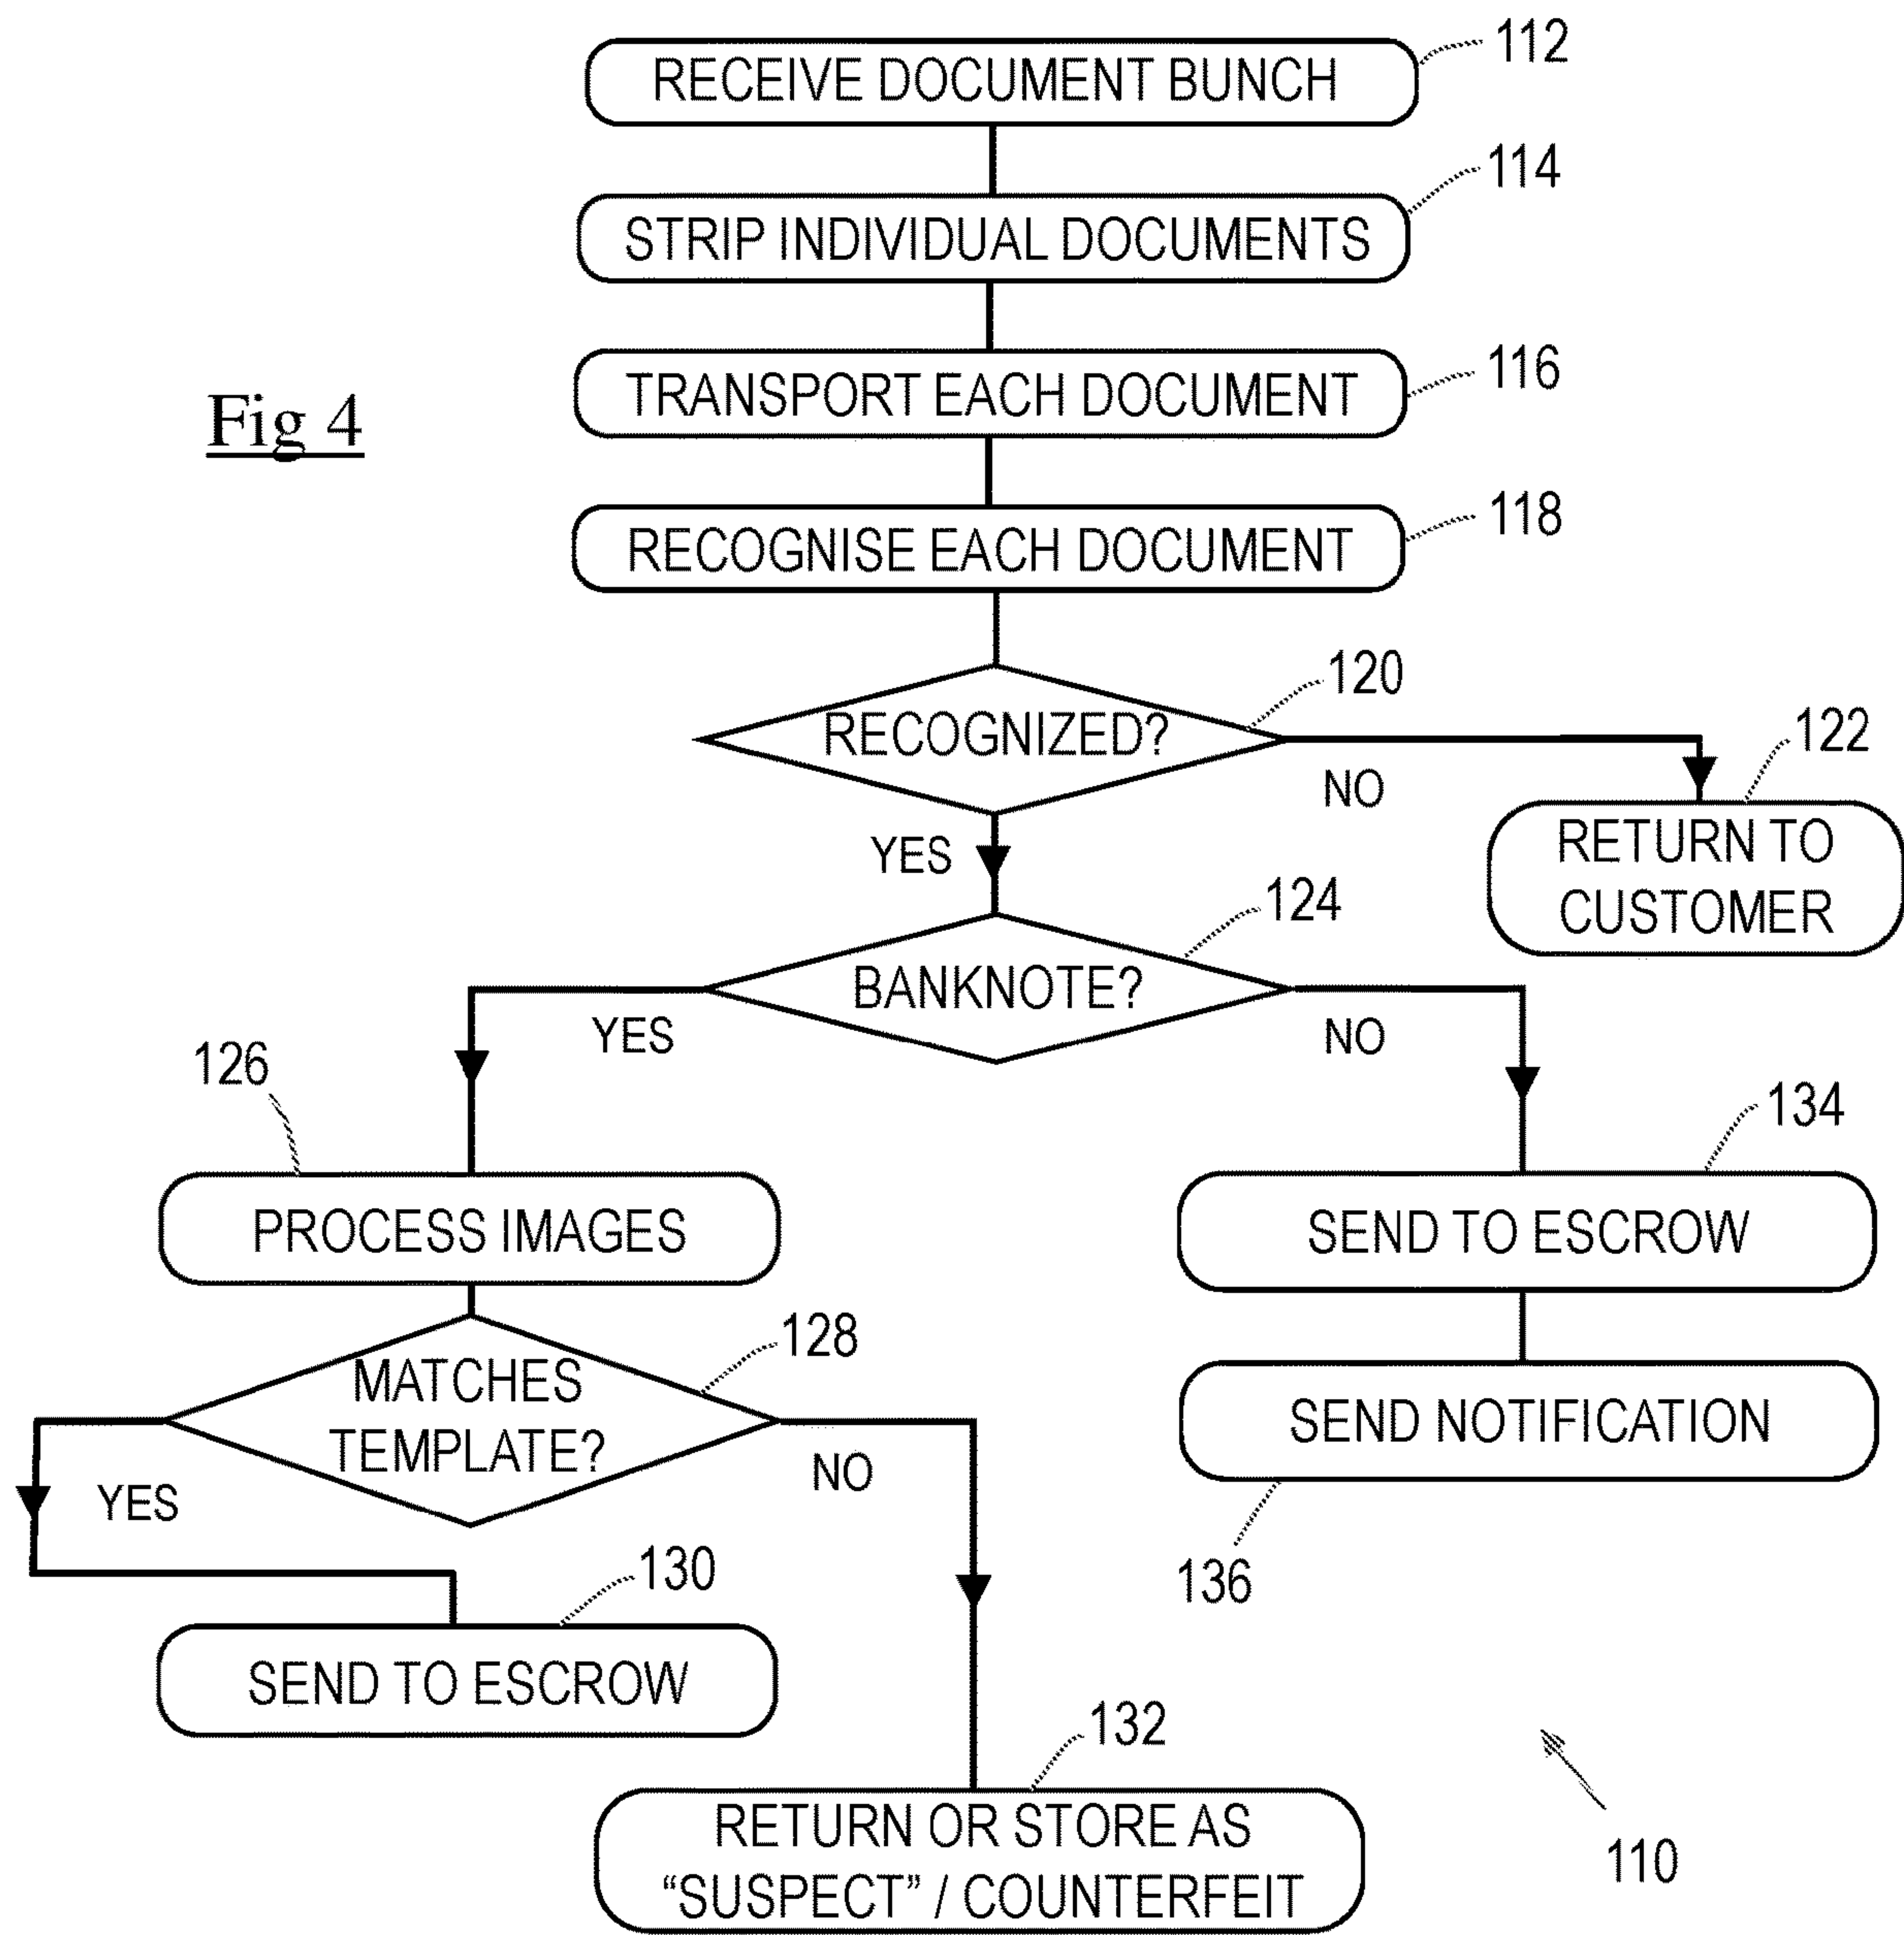 RECEIVE DOCUMENT BUNCH
112
STRIP INDIVIDUAL DOCUMENTS
114
TRANSPORT EACH DOCUMENT
116
Fig 4
RECOGNISE EACH DOCUMENT
118
RECOGNIZED?
120
NO
122
RETURN TO
CUSTOMER
YES
124
BANKNOTE?
YES
NO
126
134
PROCESS IMAGES
SEND TO ESCROW
128
MATCHES
TEMPLATE?
YES
NO
SEND NOTIFICATION
136
130
SEND TO ESCROW
132
RETURN OR STORE AS
“SUSPECT” / COUNTERFEIT
110